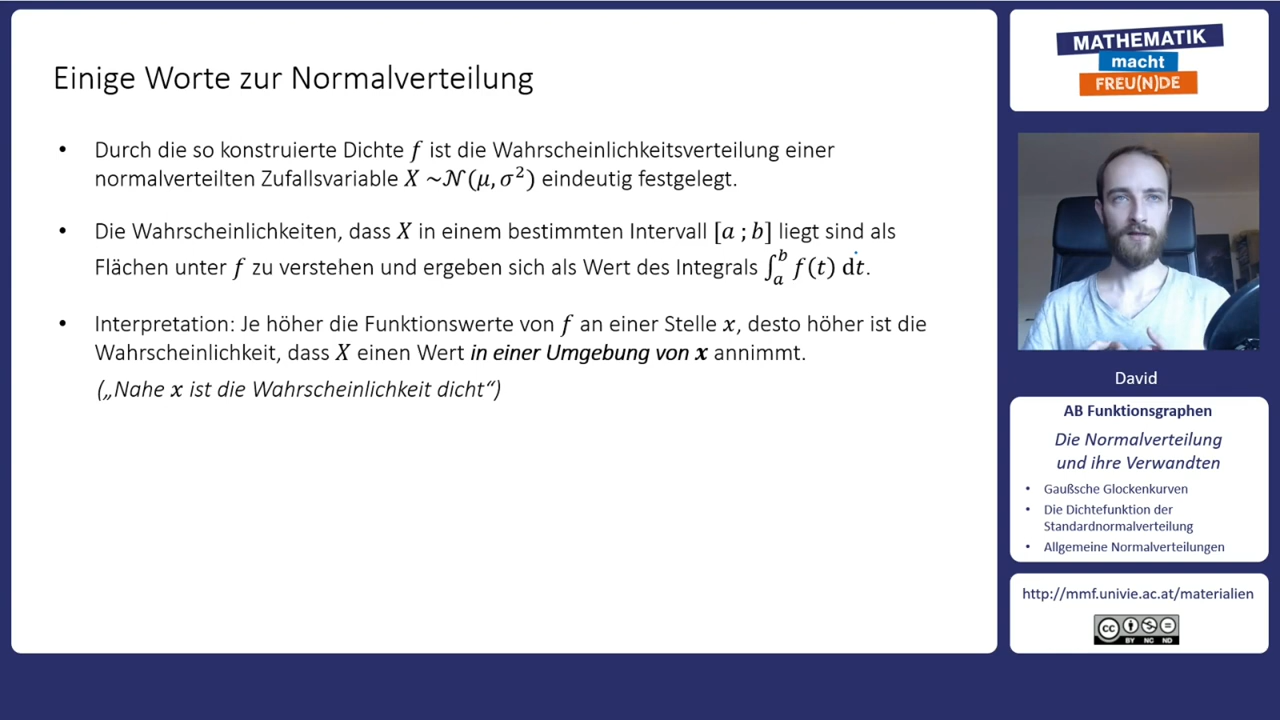 Einige Worte zur Normalverteilung
• Durch die so konstruierte Dichte f ist die Wahrscheinlichkeitsverteilung einer
normalverteilten Zufallsvariable X ~𝒩(μ, σ²) eindeutig festgelegt.
• Die Wahrscheinlichkeiten, dass X in einem bestimmten Intervall [a ; b] liegt sind als
Flächen unter f zu verstehen und ergeben sich als Wert des Integrals ∫ₐᵇ f(t) dt.
• Interpretation: Je höher die Funktionswerte von f an einer Stelle x, desto höher ist die
Wahrscheinlichkeit, dass X einen Wert in einer Umgebung von x annimmt.
(„Nahe x ist die Wahrscheinlichkeit dicht“)
MATHEMATIK
macht
FREU(N)DE
David
AB Funktionsgraphen
Die Normalverteilung
und ihre Verwandten
• Gaußsche Glockenkurven
• Die Dichtefunktion der
Standardnormalverteilung
• Allgemeine Normalverteilungen
http://mmf.univie.ac.at/materialien
CC BY NC ND